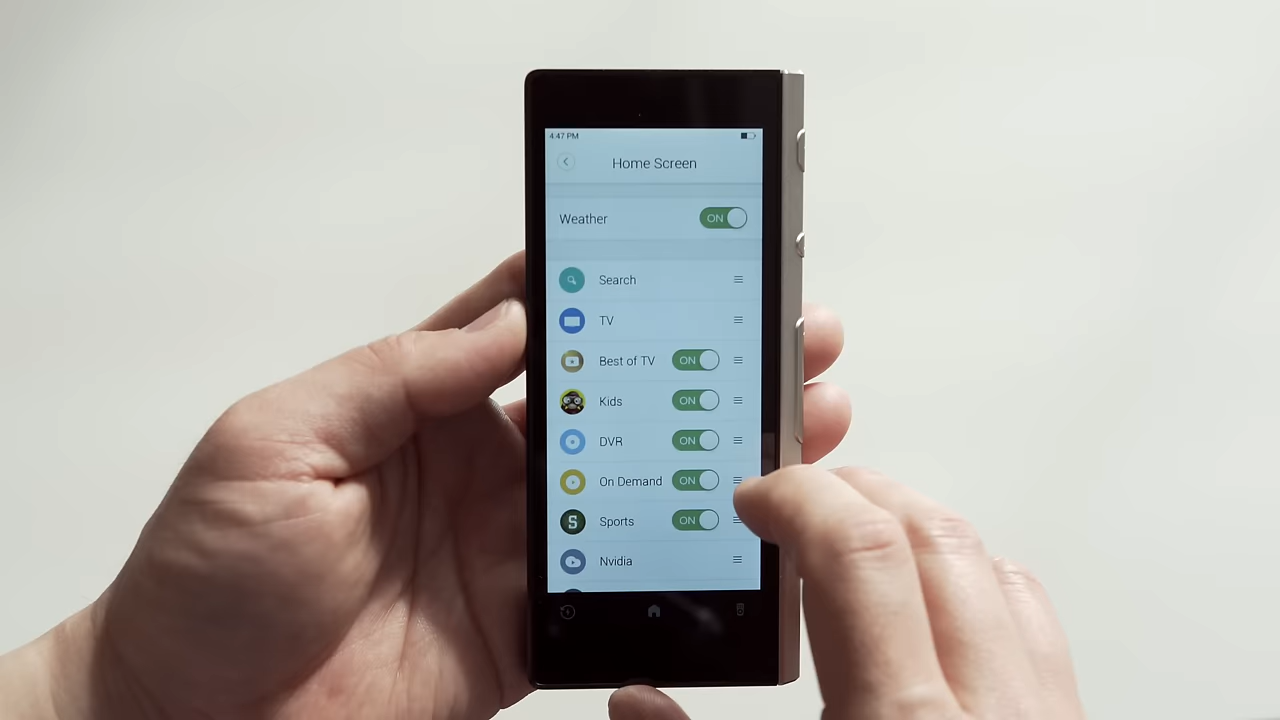 4:47 PM
Home Screen
Weather ON
Search
TV
Best of TV ON
Kids ON
DVR ON
On Demand ON
S Sports ON
Nvidia